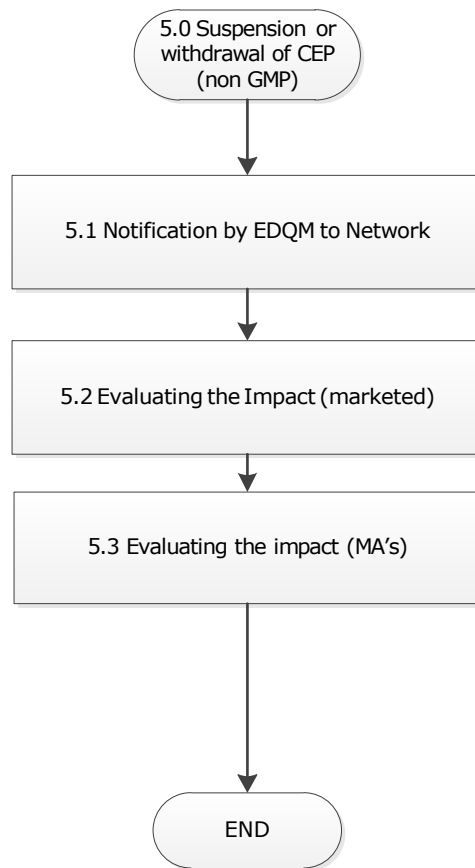 5.0 Suspension or
withdrawal of CEP
(non GMP)
5.1 Notification by EDQM to Network
5.2 Evaluating the Impact (marketed)
5.3 Evaluating the impact (MA’s)
END